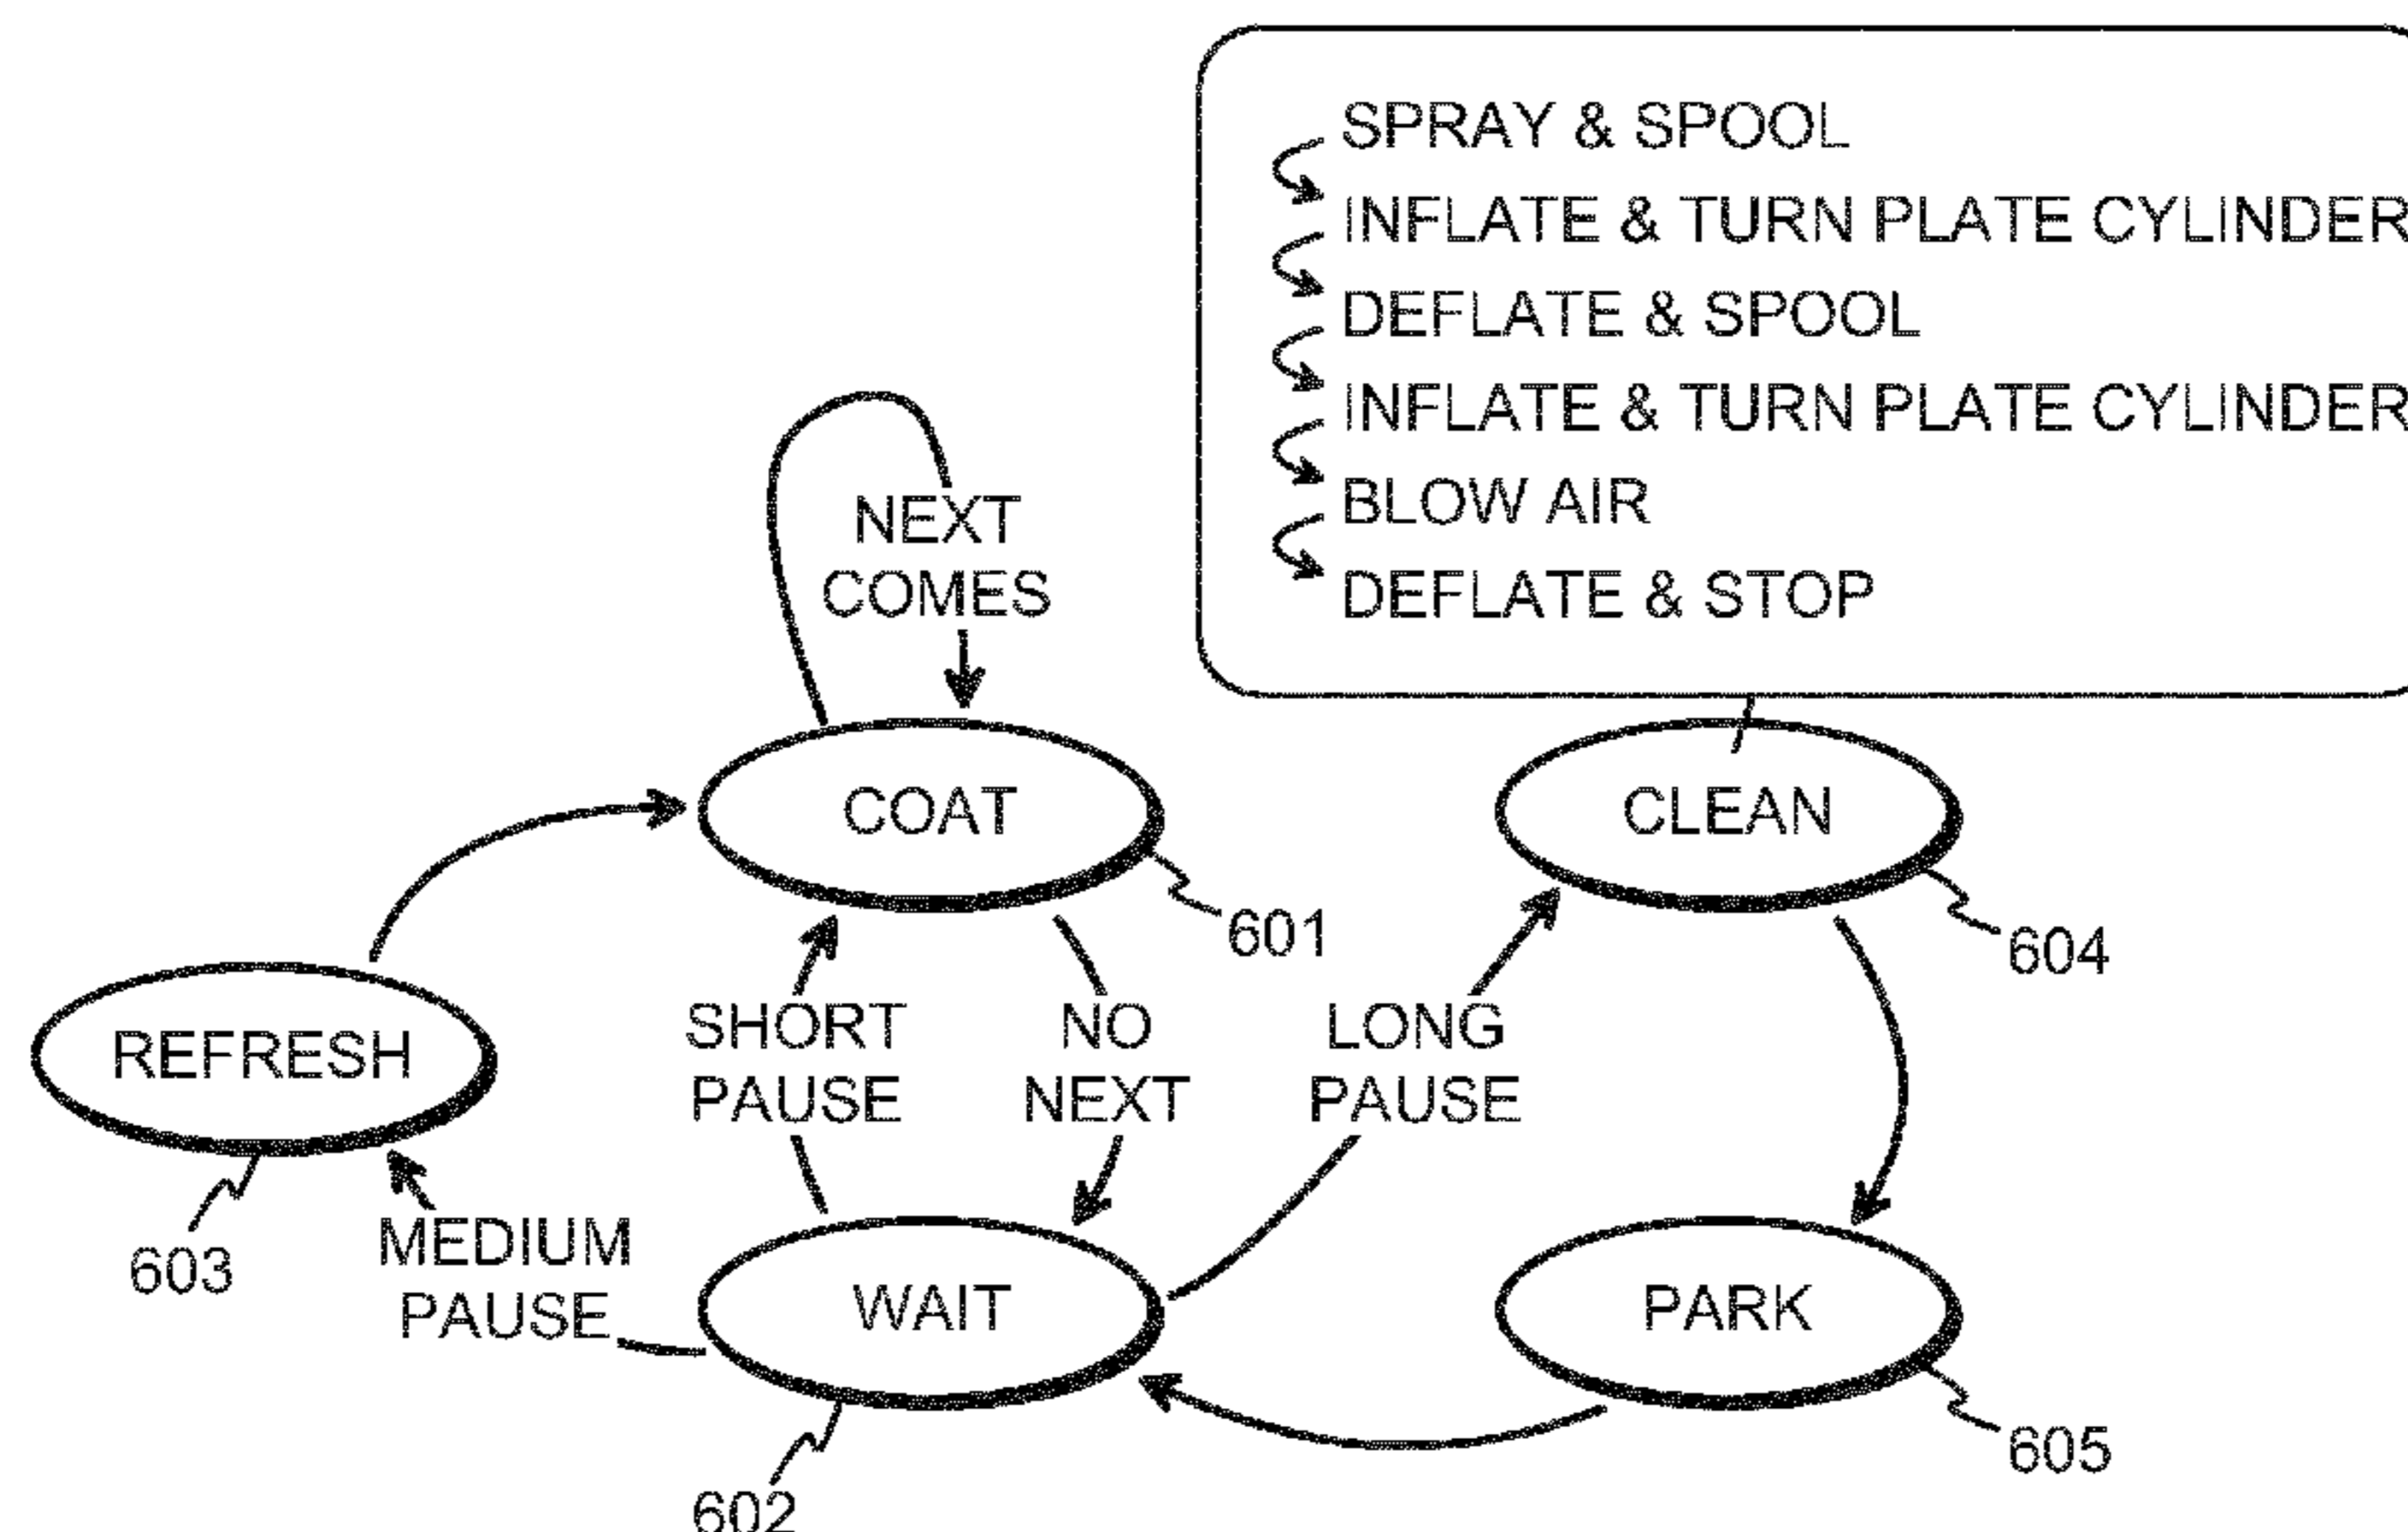 SPRAY & SPOOL
INFLATE & TURN PLATE CYLINDER
DEFLATE & SPOOL
INFLATE & TURN PLATE CYLINDER
BLOW AIR
DEFLATE & STOP
NEXT
COMES
COAT
CLEAN
601
604
REFRESH
SHORT
PAUSE
NO
NEXT
LONG
PAUSE
603
MEDIUM
PAUSE
WAIT
PARK
605
602